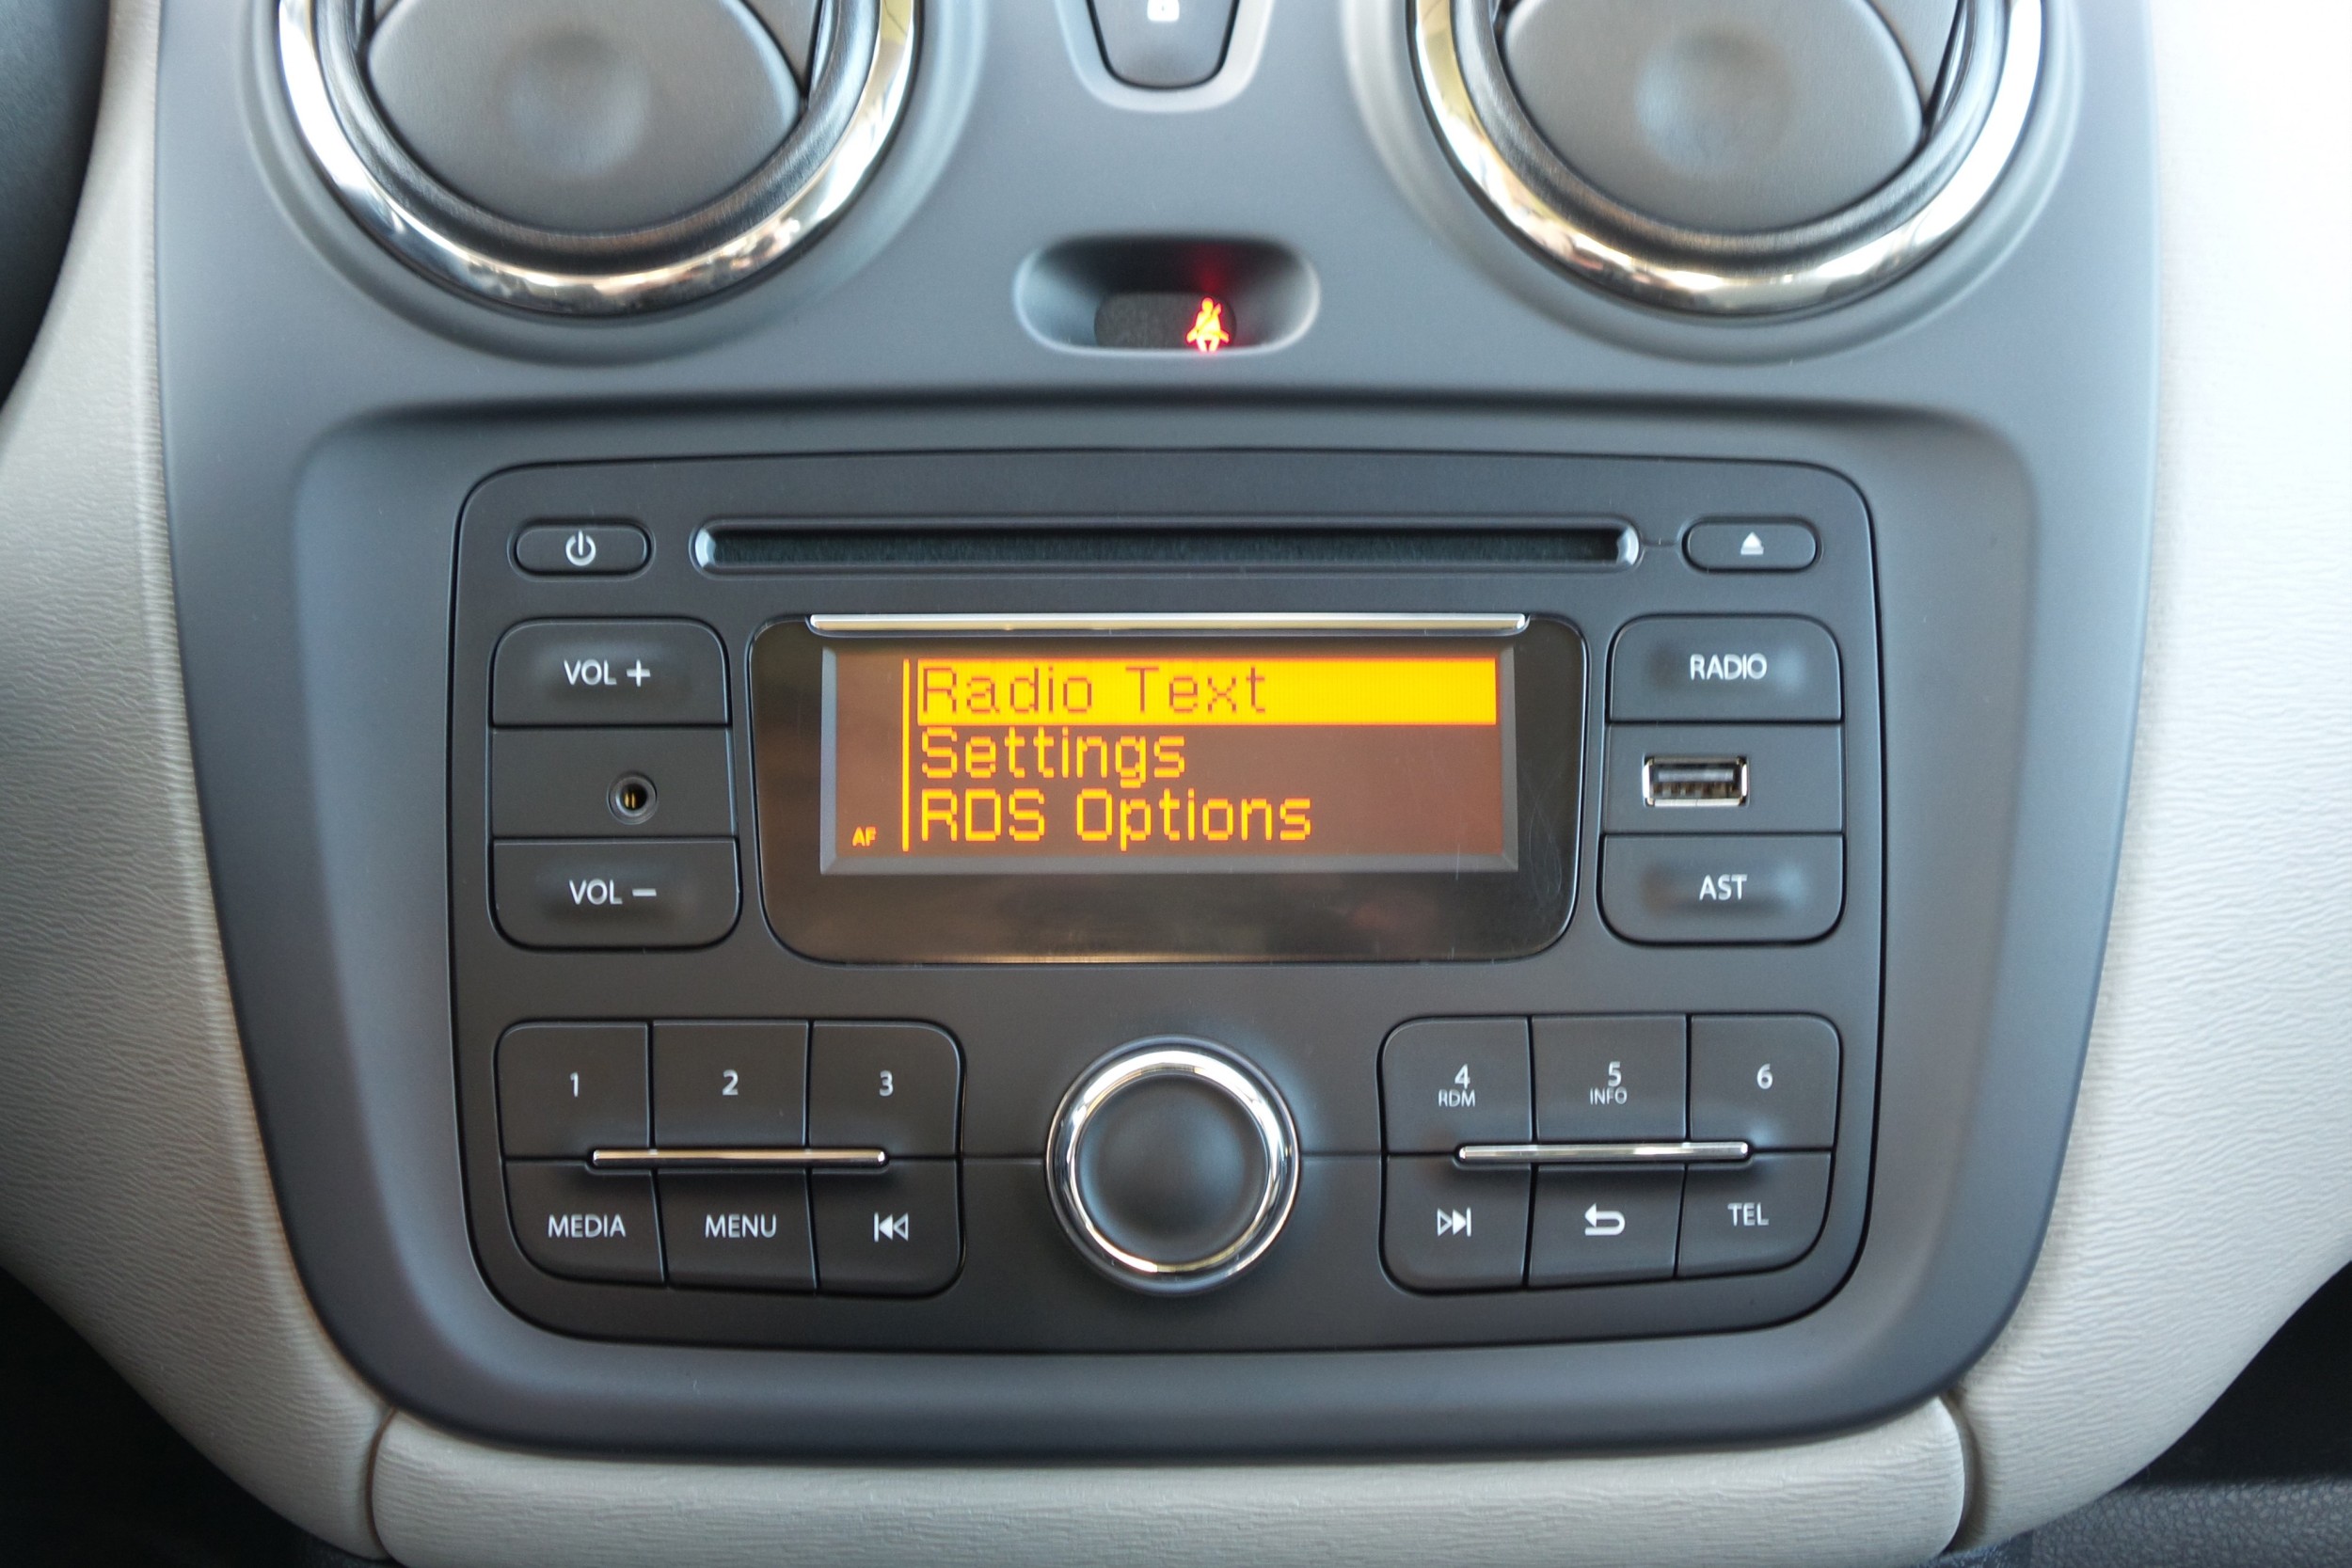 VOL +
Radio Text
RADIO
Settings
RDS Options
AF
VOL −
AST
1
2
3
4
RDM
5
INFO
6
MEDIA
MENU
TEL